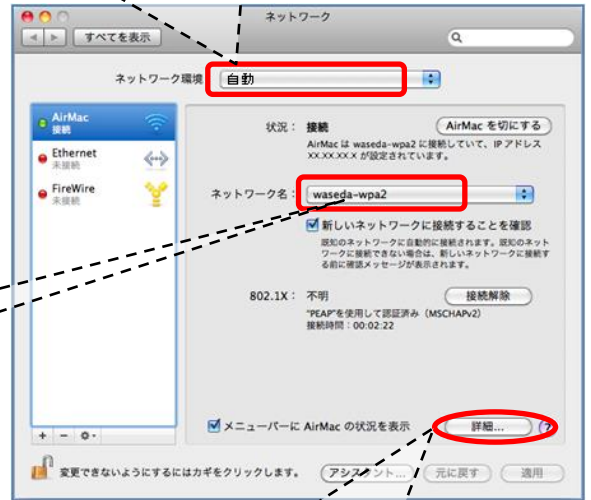 ネットワーク
すべてを表示
ネットワーク環境 自動
AirMac
接続
Ethernet
未接続
FireWire
未接続
状況： 接続 AirMac を切にする
AirMac は waseda-wpa2 に接続していて、IP アドレス
XX.XX.XX.X が設定されています。
ネットワーク名： waseda-wpa2
新しいネットワークに接続することを確認
既知のネットワークに自動的に接続されます。既知のネット
ワークに接続できない場合は、新しいネットワークに接続す
る前に確認メッセージが表示されます。
802.1X： 不明 接続解除
"PEAP"を使用して認証済み（MSCHAPv2）
接続時間：00:02:22
メニューバーに AirMac の状況を表示 詳細... ?
+ -
変更できないようにするにはカギをクリックします。 アシスタント... 元に戻す 適用